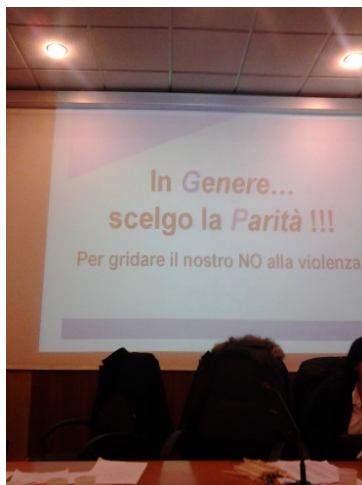 In Genere...
scelgo la Parità !!!
Per gridare il nostro NO alla violenza